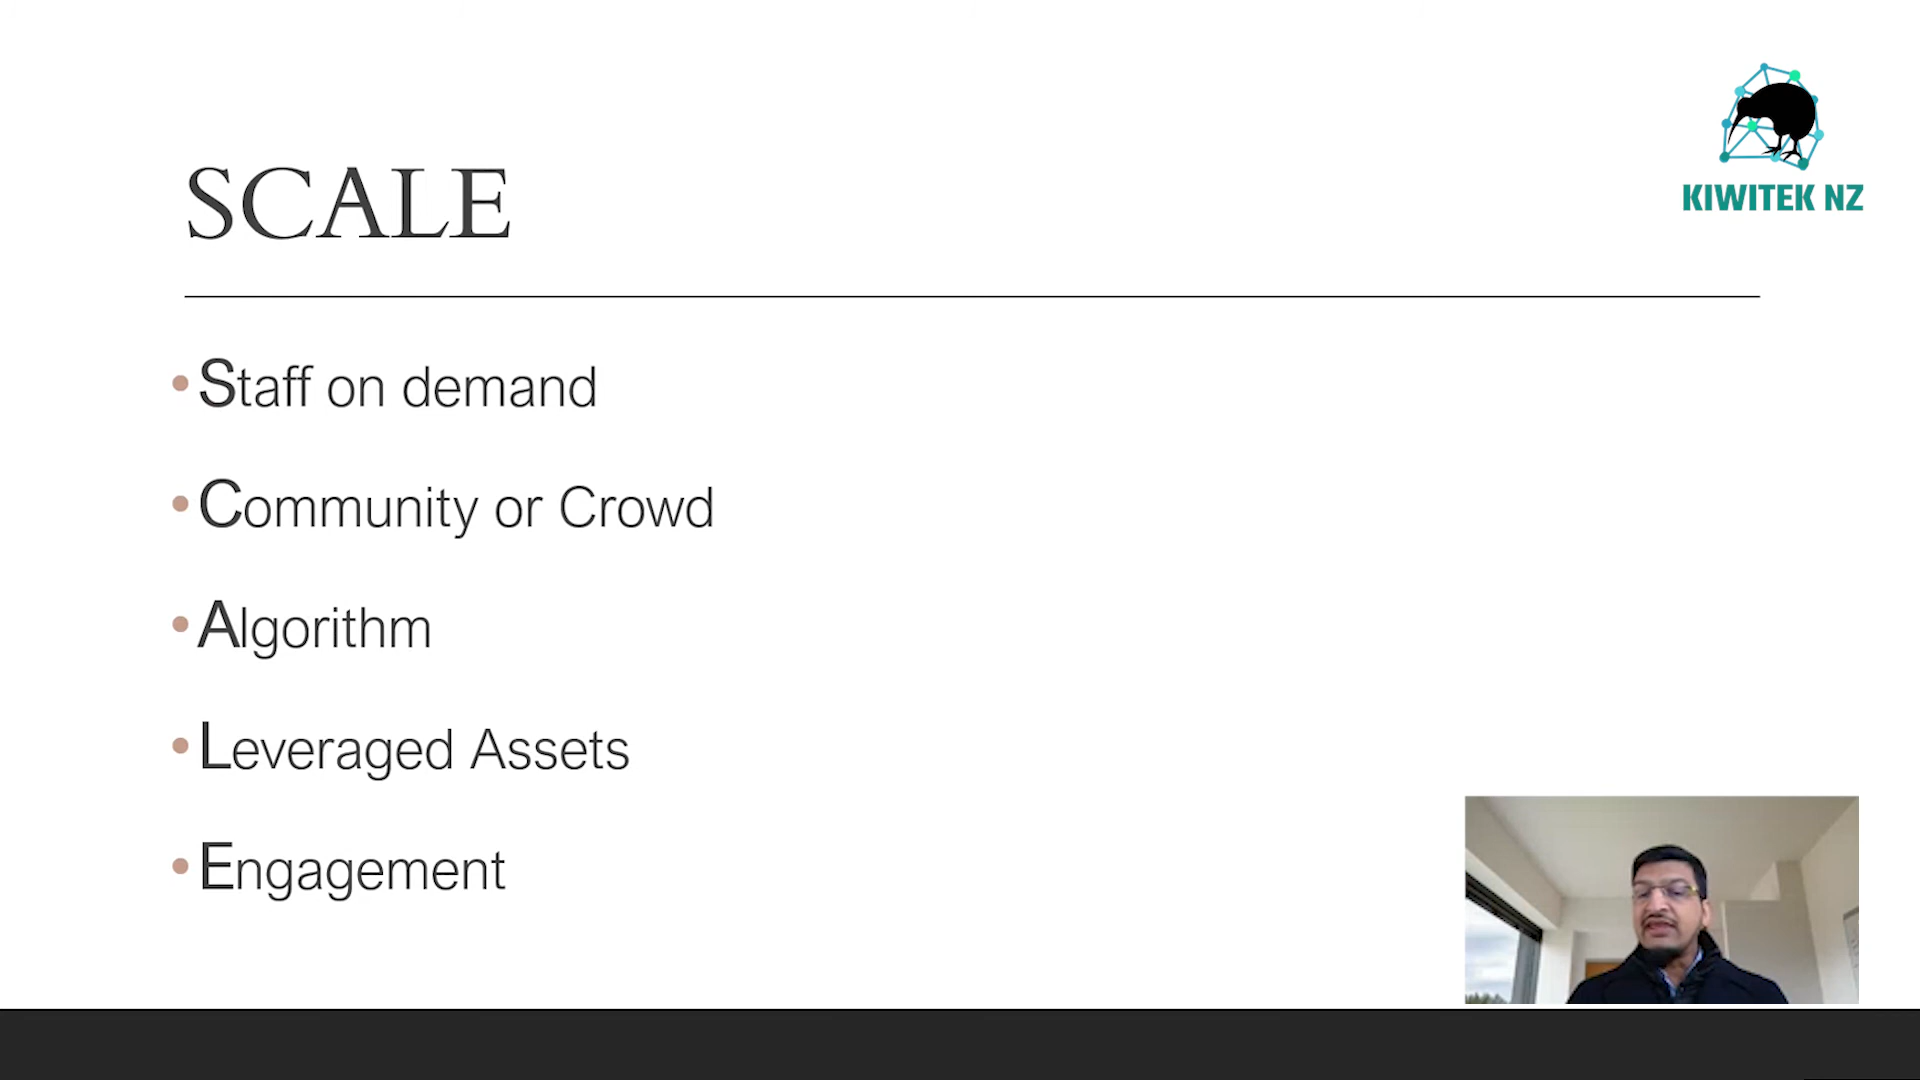 KIWITEK NZ
SCALE
• Staff on demand
• Community or Crowd
• Algorithm
• Leveraged Assets
• Engagement